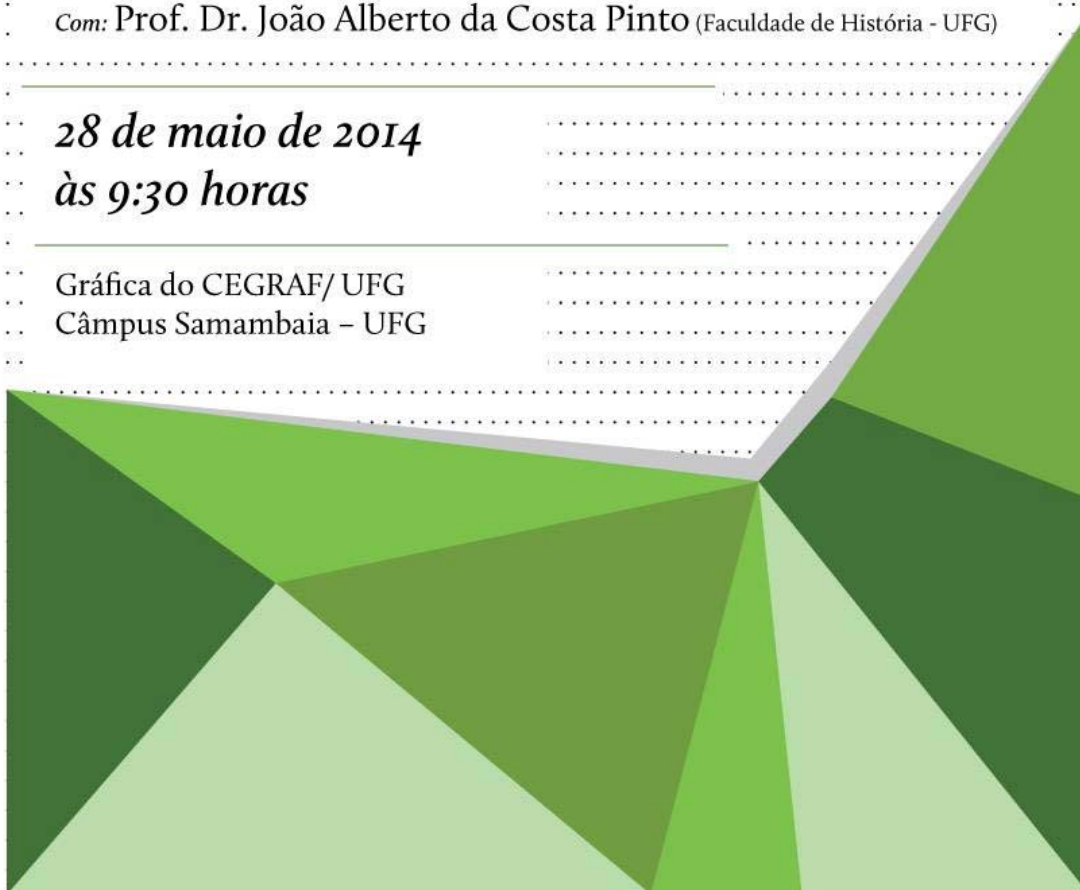 Com: Prof. Dr. João Alberto da Costa Pinto (Faculdade de História - UFG)
28 de maio de 2014
às 9:30 horas
Gráfica do CEGRAF/ UFG
Câmpus Samambaia – UFG